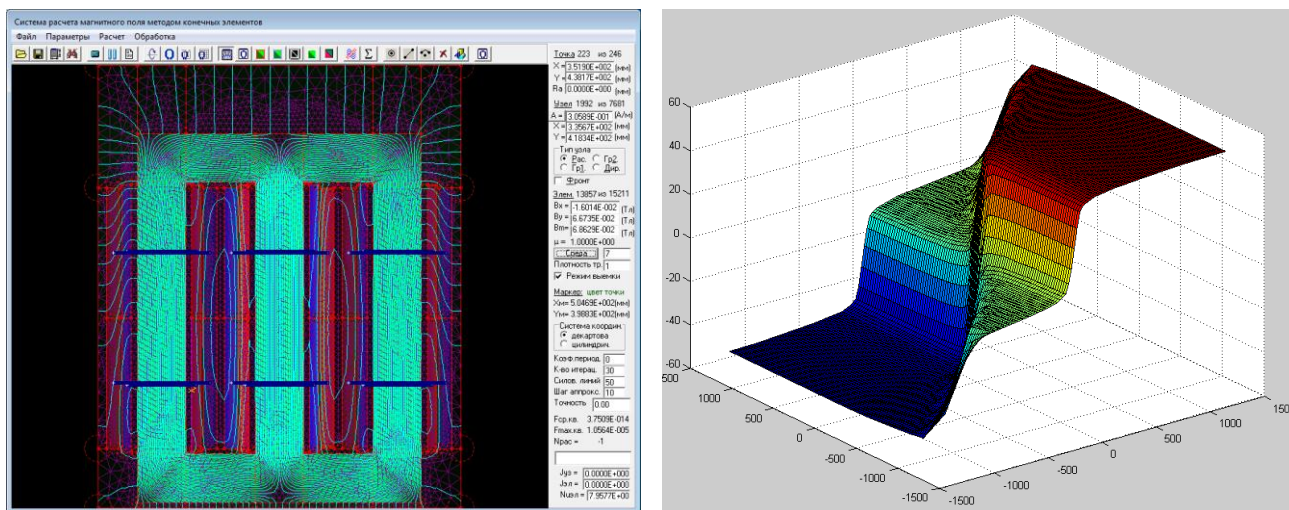 Система расчета магнитного поля методом конечных элементов
Файл Параметры Расчет Обработка
Точка 223 из 246
X = 3.5190E+002 (мм)
Y = 4.3817E+002 (мм)
Ra 0.0000E+000 (мм)
Узел 1992 из 7681
A = 3.0589E-001 (А/м)
X = 3.3567E+002 (мм)
Y = 4.1834E+002 (мм)
Тип узла
Рас. Гр2.
Гр1. Дир.
Фронт
Элем. 13857 из 15211
Bx = -1.6014E-002 (Тл)
By = 6.6735E-002 (Тл)
Bm= 6.8629E-002 (Тл)
μ = 1.0000E+000
Среда 7
Плотность тр. 1
Режим выемки
Маркер: цвет точки
Xм= 5.0469E+002(мм)
Yм= 3.9883E+002(мм)
Система координ.
декартова
цилиндрич.
Коэф.период. 0
К-во итерац. 30
Силов. линий 50
Шаг аппрокс. 10
Точность 0.00
Fср.кв. 3.7509E-014
Fmax.кв. 1.0564E-005
Nрас = -1
Jуз = 0.0000E+000
Jэл = 0.0000E+000
Nuэл = 7.9577E+00
60
40
20
0
-20
-40
-60
500
1000
500
0
-500
-1000
-1500
-1500
-1000
-500
0
500
1000
150